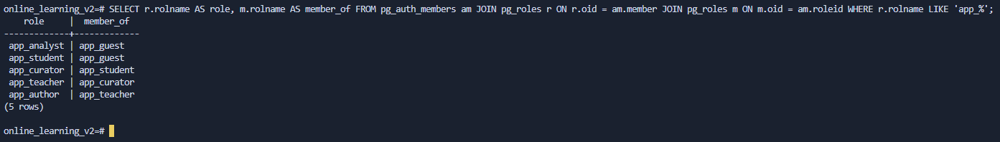 online_learning_v2=# SELECT r.rolname AS role, m.rolname AS member_of FROM pg_auth_members am JOIN pg_roles r ON r.oid = am.member JOIN pg_roles m ON m.oid = am.roleid WHERE r.rolname LIKE 'app_%';
    role     |  member_of
-------------+-------------
 app_analyst | app_guest
 app_student | app_guest
 app_curator | app_student
 app_teacher | app_curator
 app_author  | app_teacher
(5 rows)

online_learning_v2=#